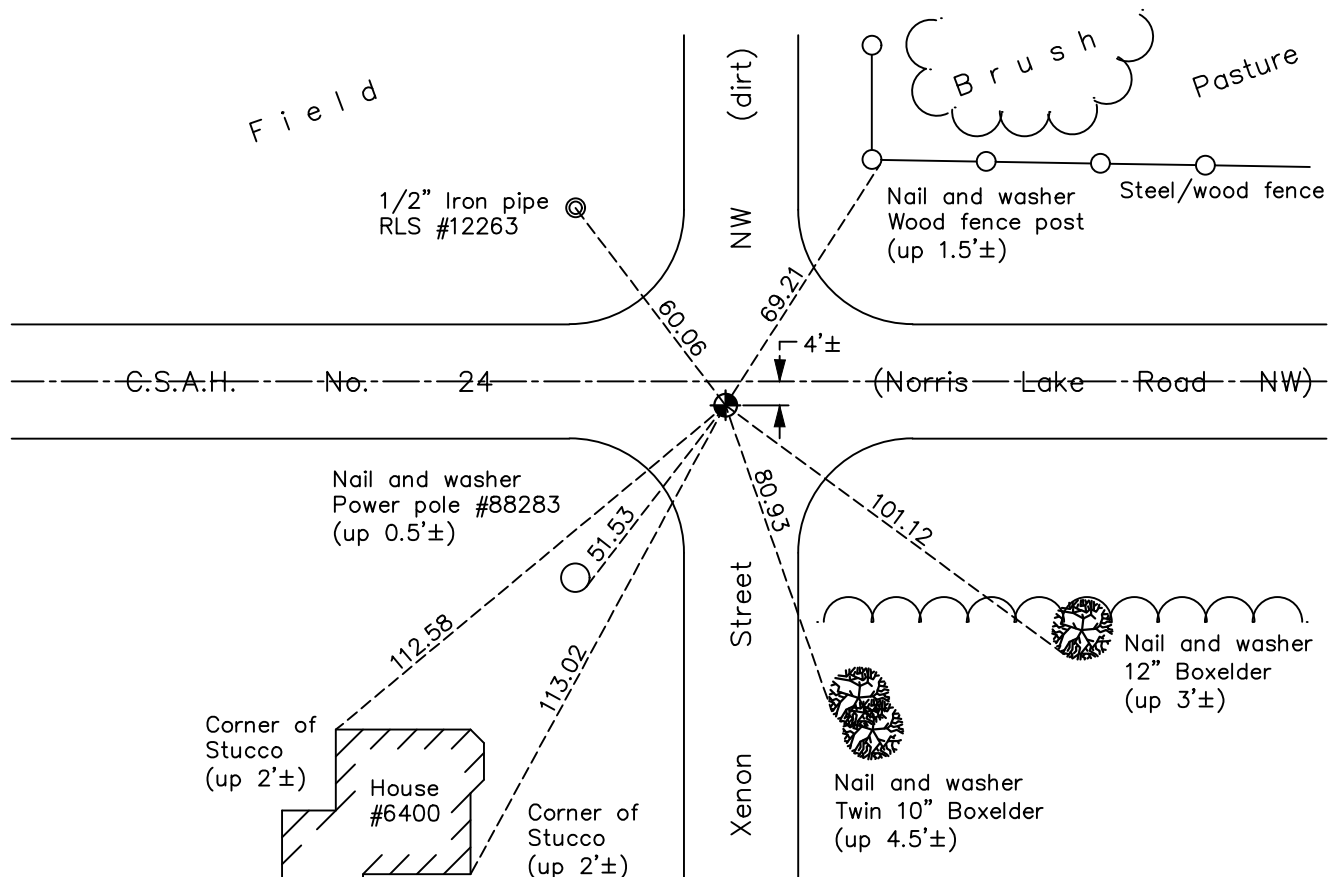 Field
(dirt)
Brush
Pasture
1/2” Iron pipe
RLS #12263
NW
Nail and washer
Wood fence post
(up 1.5'±)
Steel/wood fence
60.06
69.21
4'±
C.S.A.H. No. 24
(Norris Lake Road NW)
Nail and washer
Power pole #88283
(up 0.5'±)
51.53
80.93
101.12
112.58
113.02
Street
Nail and washer
12” Boxelder
(up 3'±)
Corner of
Stucco
(up 2'±)
House
#6400
Corner of
Stucco
(up 2'±)
Xenon
Nail and washer
Twin 10” Boxelder
(up 4.5'±)